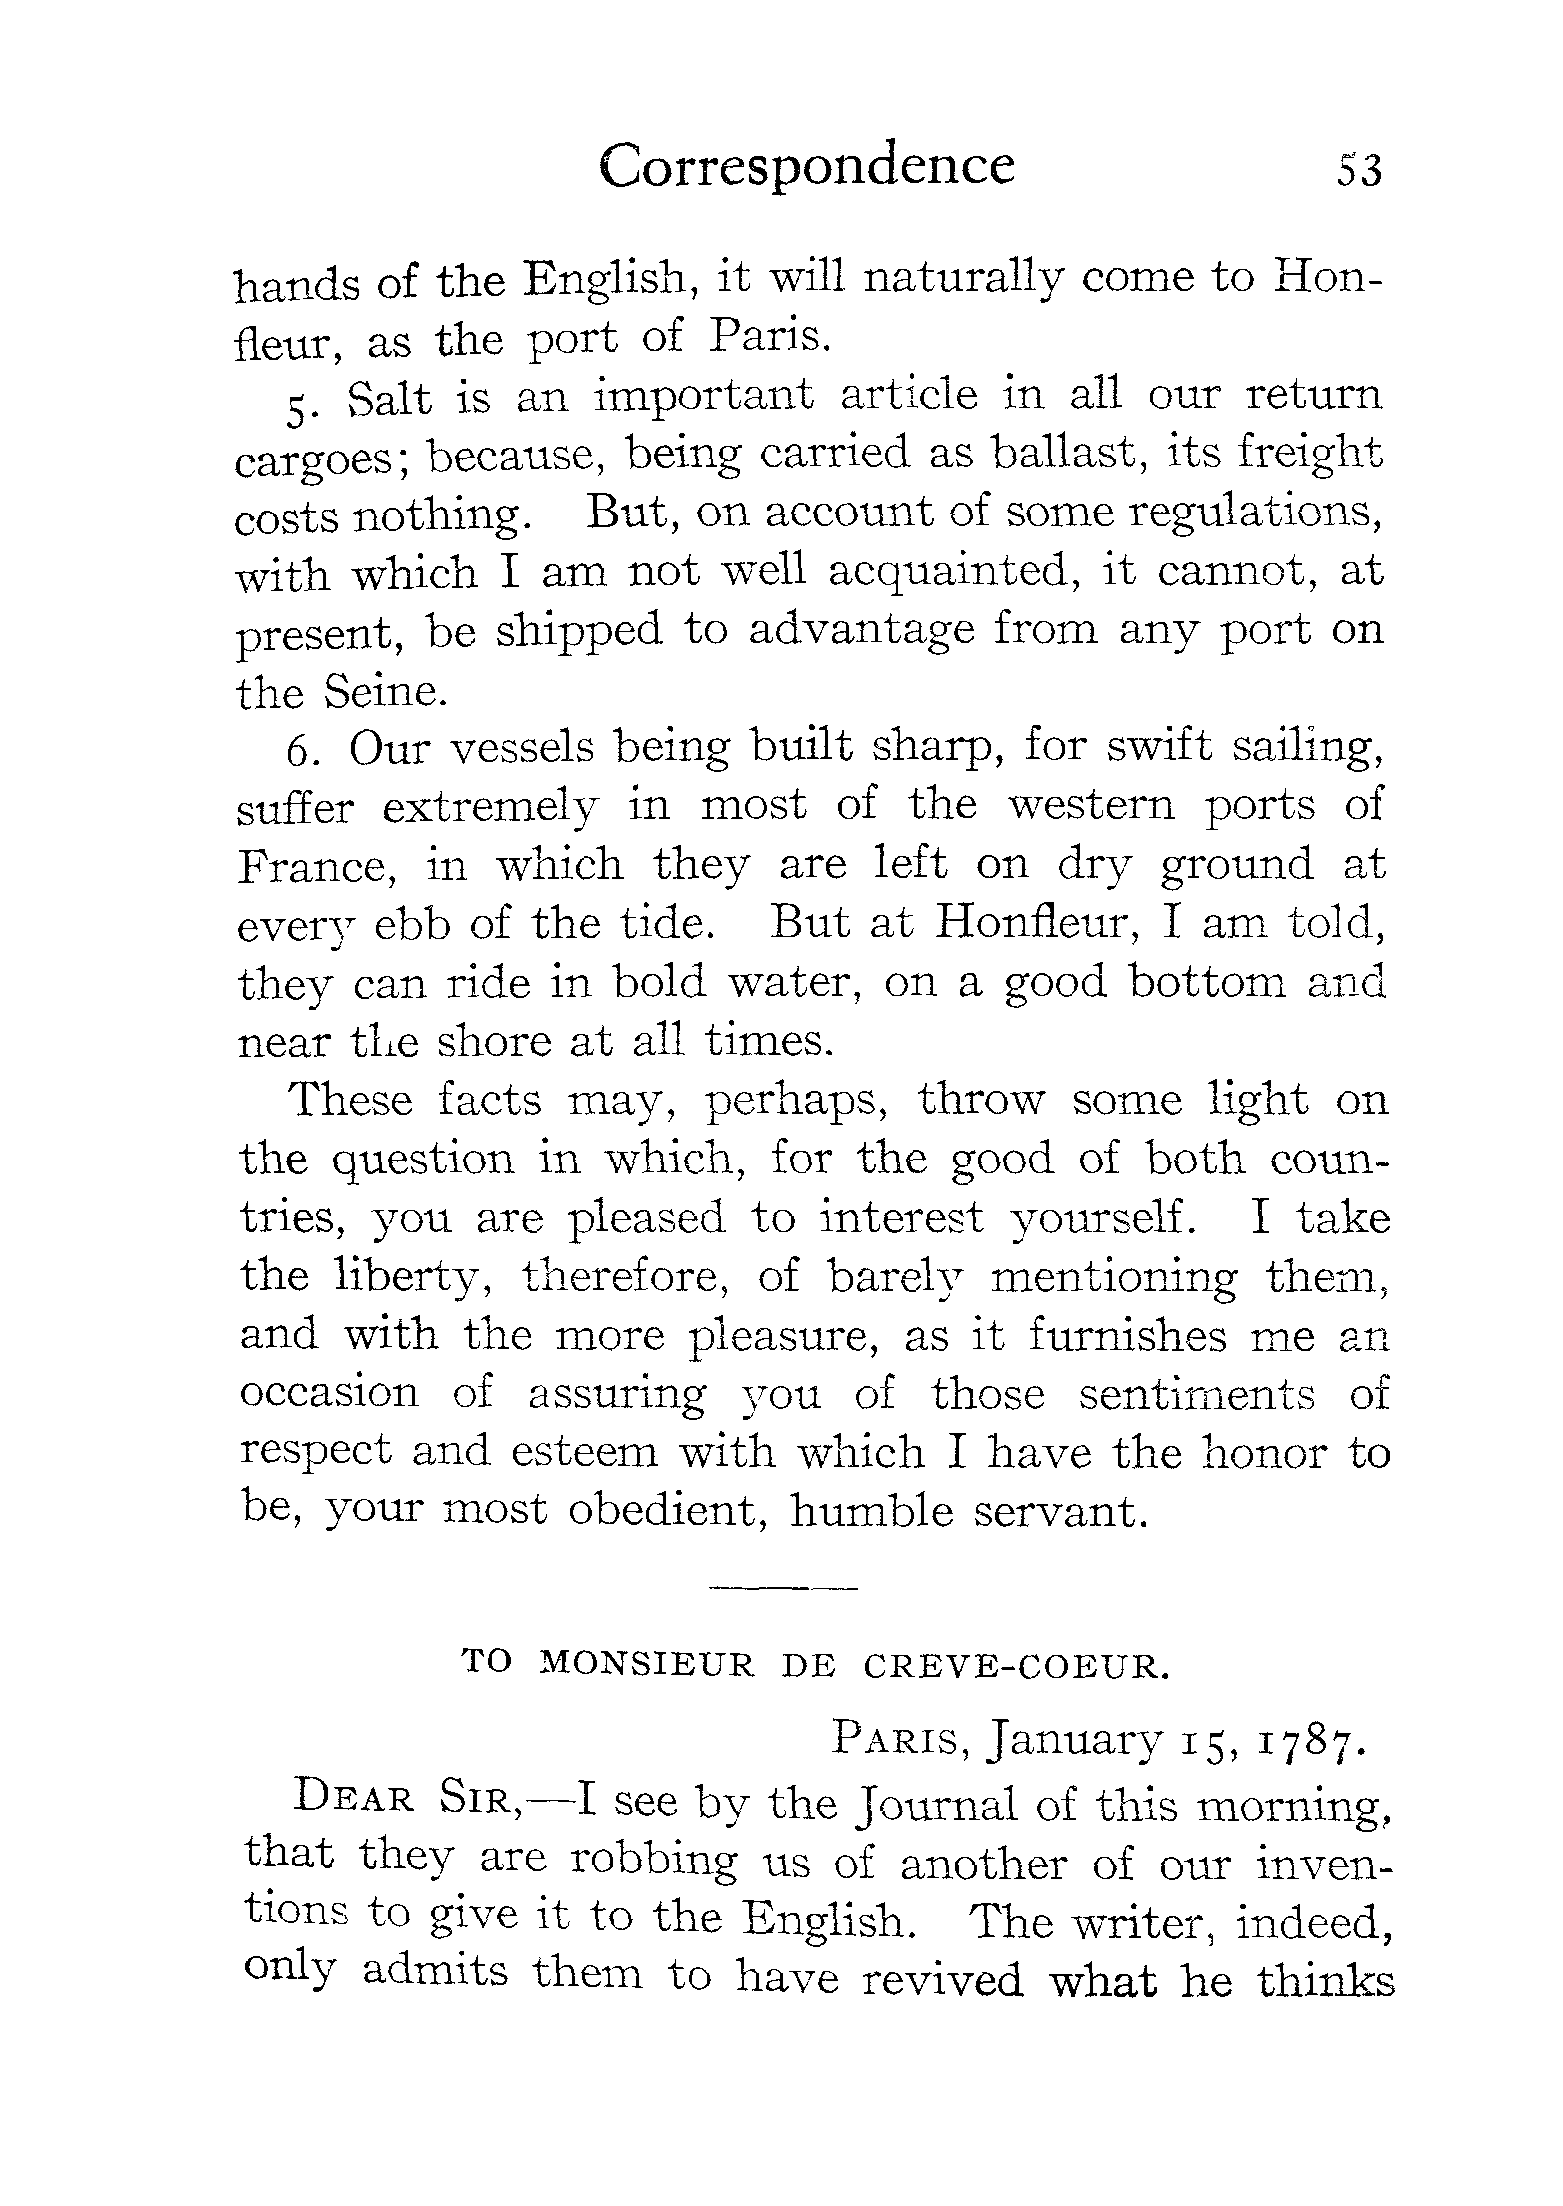 Correspondence 53
hands of the English, it will naturally come to Hon-
fleur, as the port of Paris.
5. Salt is an important article in all our return
cargoes; because, being carried as ballast, its freight
costs nothing. But, on account of some regulations,
with which I am not well acquainted, it cannot, at
present, be shipped to advantage from any port on
the Seine.
6. Our vessels being built sharp, for swift sailing,
suffer extremely in most of the western ports of
France, in which they are left on dry ground at
every ebb of the tide. But at Honfleur, I am told,
they can ride in bold water, on a good bottom and
near the shore at all times.
These facts may, perhaps, throw some light on
the question in which, for the good of both coun-
tries, you are pleased to interest yourself. I take
the liberty, therefore, of barely mentioning them,
and with the more pleasure, as it furnishes me an
occasion of assuring you of those sentiments of
respect and esteem with which I have the honor to
be, your most obedient, humble servant.
TO MONSIEUR DE CREVE-COEUR.
PARIS, January 15, 1787.
DEAR SIR,—I see by the Journal of this morning,
that they are robbing us of another of our inven-
tions to give it to the English. The writer, indeed,
only admits them to have revived what he thinks